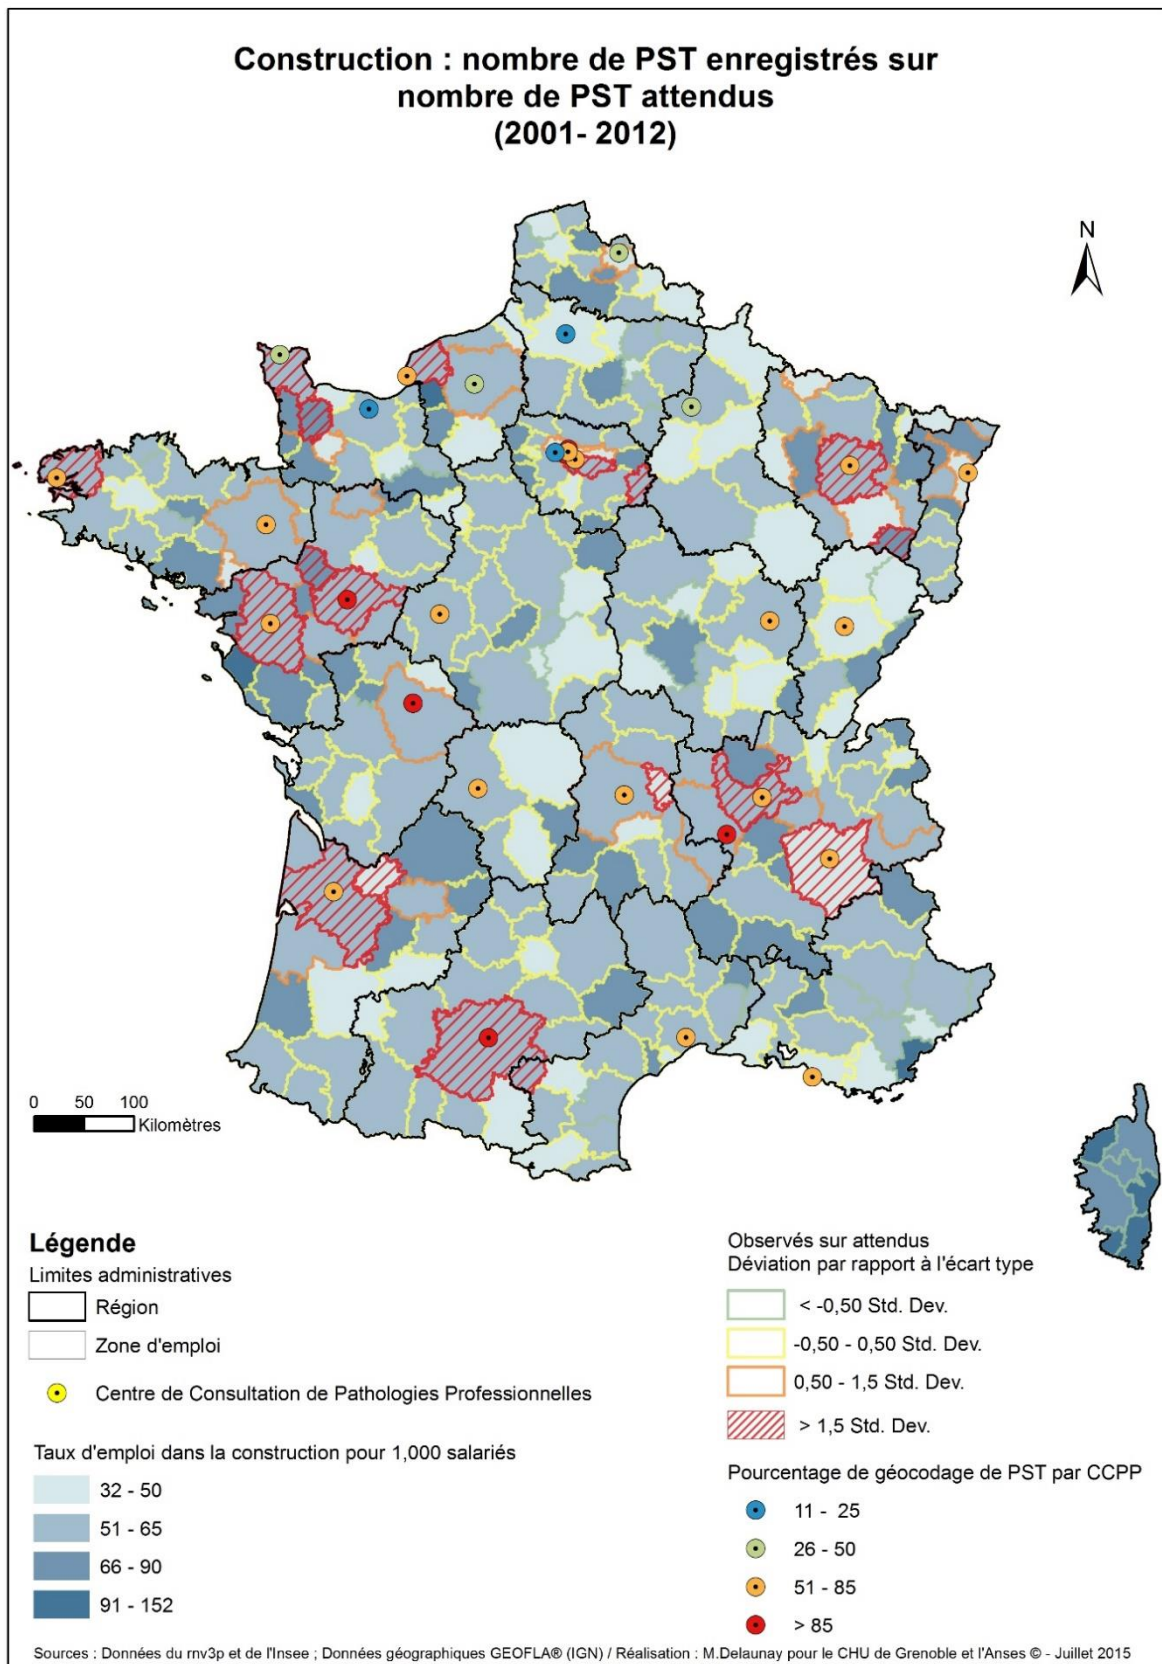 Construction : nombre de PST enregistrés sur
nombre de PST attendus
(2001- 2012)
N
0 50 100
Kilomètres
Légende
Limites administratives
Région
Zone d'emploi
Centre de Consultation de Pathologies Professionnelles
Taux d'emploi dans la construction pour 1,000 salariés
32 - 50
51 - 65
66 - 90
91 - 152
Observés sur attendus
Déviation par rapport à l'écart type
< -0,50 Std. Dev.
-0,50 - 0,50 Std. Dev.
0,50 - 1,5 Std. Dev.
> 1,5 Std. Dev.
Pourcentage de géocodage de PST par CCPP
11 - 25
26 - 50
51 - 85
> 85
Sources : Données du rnv3p et de l'Insee ; Données géographiques GEOFLA® (IGN) / Réalisation : M.Delaunay pour le CHU de Grenoble et l'Anses © - Juillet 2015